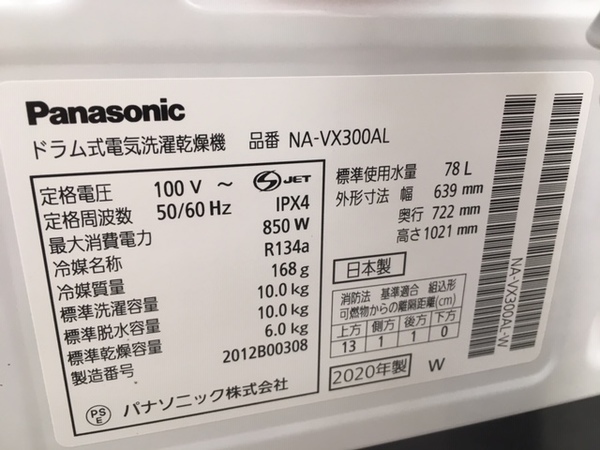 Panasonic
ドラム式電気洗濯乾燥機 品番 NA-VX300AL
定格電圧 100 V ～
定格周波数 50/60 Hz
最大消費電力 850 W
冷媒名称 R134a
冷媒質量 168 g
標準洗濯容量 10.0 kg
標準脱水容量 10.0 kg
標準乾燥容量 6.0 kg
製造番号 2012B00308
S JET
IPX4
PS
E
パナソニック株式会社
標準使用水量 78 L
外形寸法 幅 639 mm
奥行 722 mm
高さ 1021 mm
日本製
消防法 基準適合 組込形
可燃物からの離隔距離(cm)
上方 側方 後方 下方
13 1 1 0
2020年製 W
NA-VX300AL-W